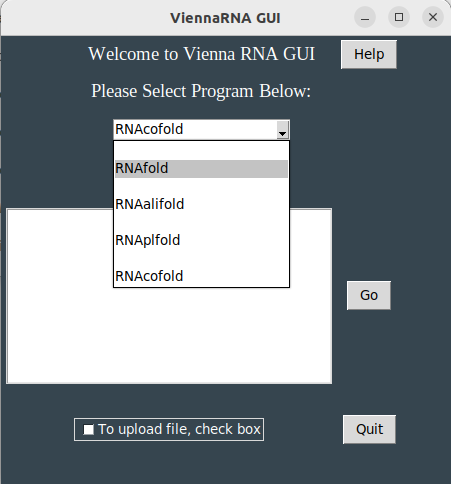 ViennaRNA GUI
Welcome to Vienna RNA GUI
Help
Please Select Program Below:
RNAcofold
RNAfold
RNAalifold
RNAplfold
RNAcofold
Go
To upload file, check box
Quit